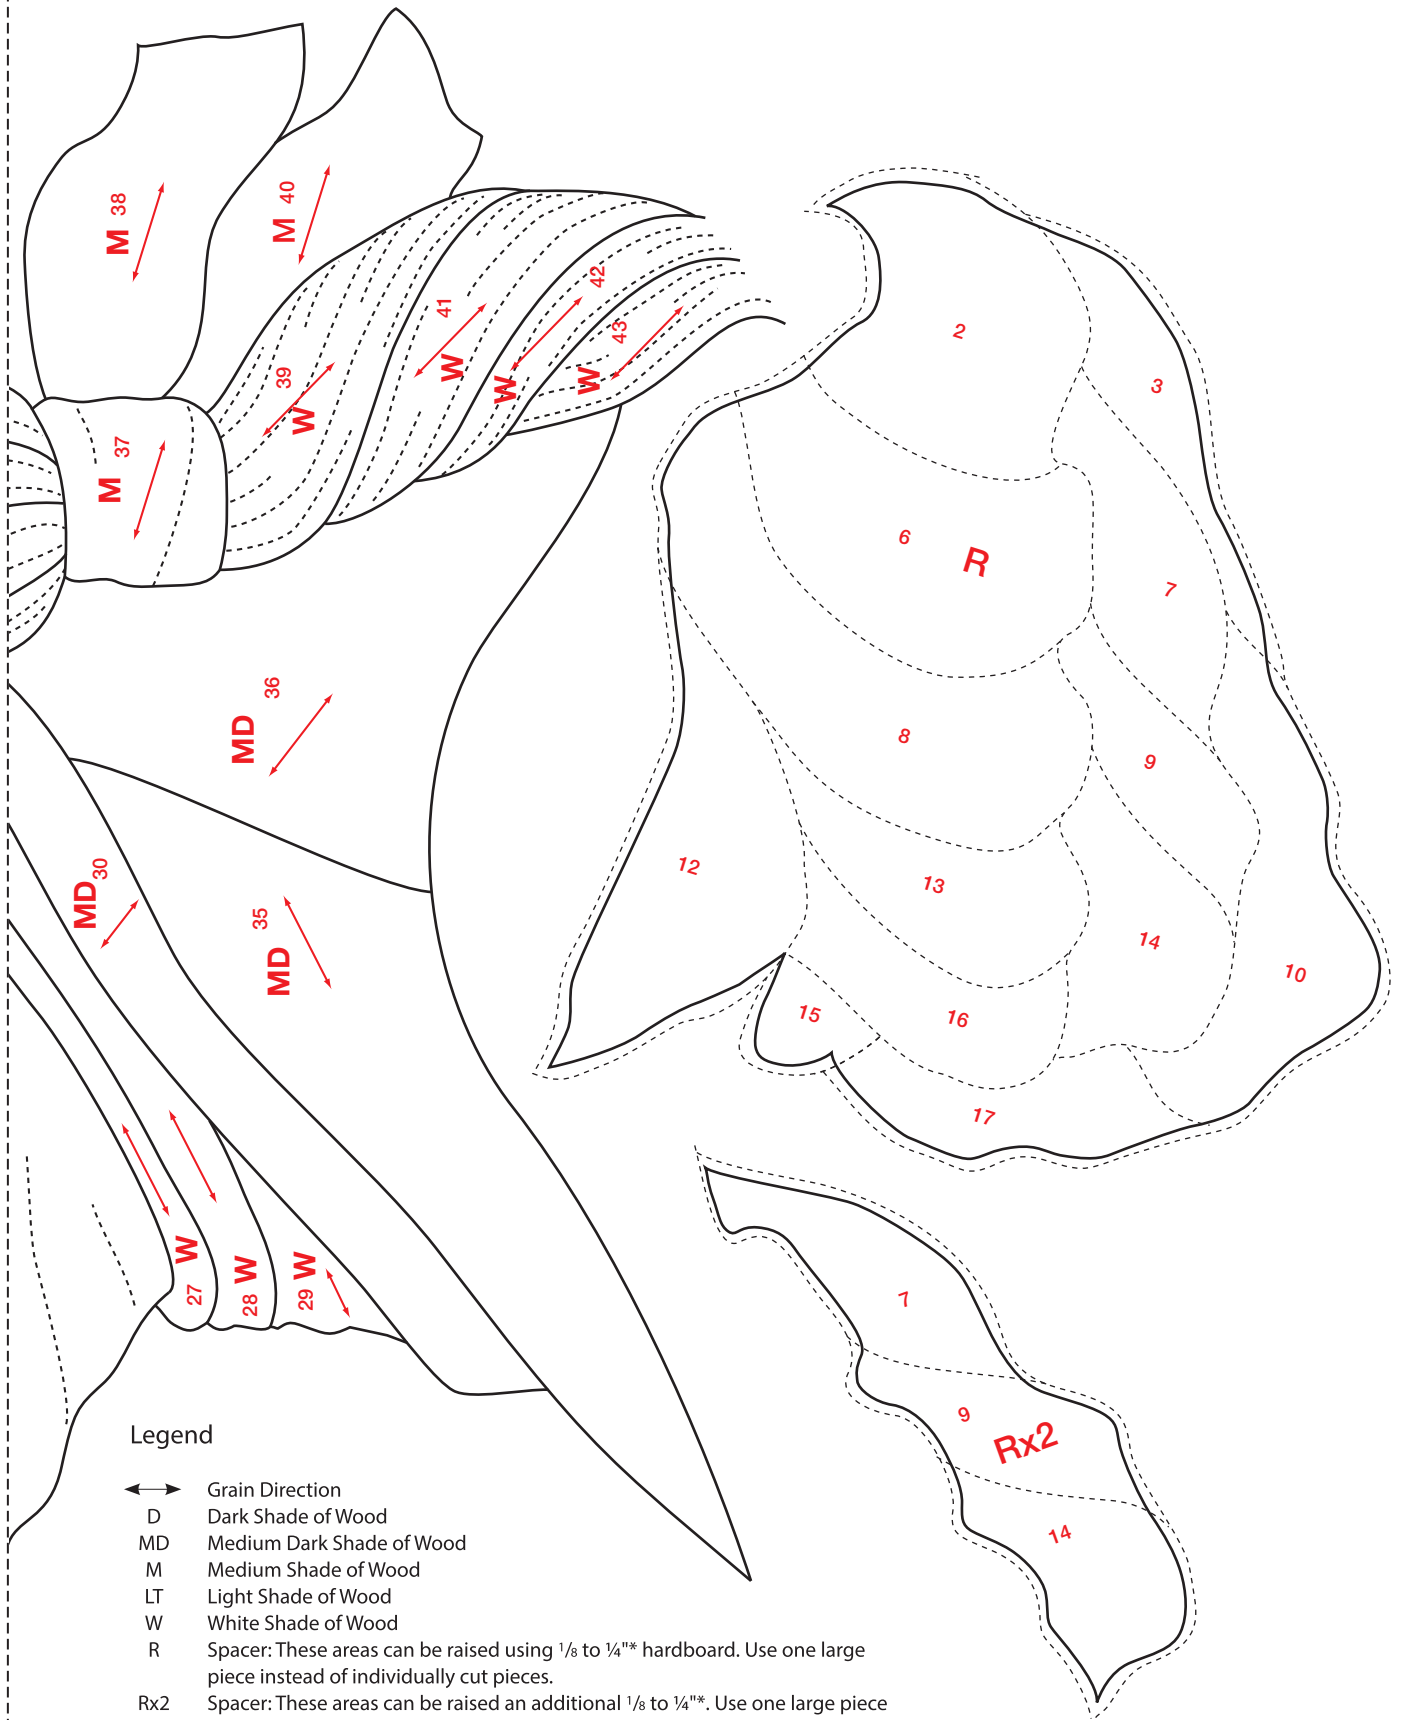 38
M
40
M
41
W
42
W
43
W
39
W
37
M
2
3
6
R
7
36
MD
8
9
12
30
MD
35
MD
13
14
10
15
16
17
W
27
W
28
W
29
7
9
Rx2
14
Legend
Grain Direction
D Dark Shade of Wood
MD Medium Dark Shade of Wood
M Medium Shade of Wood
LT Light Shade of Wood
W White Shade of Wood
R Spacer: These areas can be raised using 1/8 to ¼"* hardboard. Use one large
piece instead of individually cut pieces.
Rx2 Spacer: These areas can be raised an additional 1/8 to ¼"*. Use one large piece